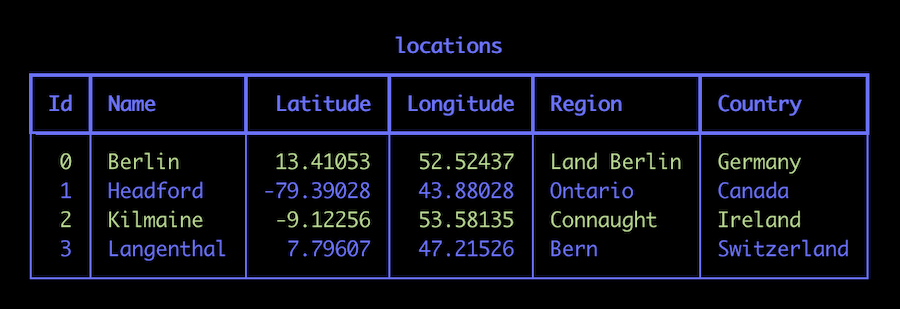 locations
Id Name Latitude Longitude Region Country
0 Berlin 13.41053 52.52437 Land Berlin Germany
1 Headford -79.39028 43.88028 Ontario Canada
2 Kilmaine -9.12256 53.58135 Connaught Ireland
3 Langenthal 7.79607 47.21526 Bern Switzerland